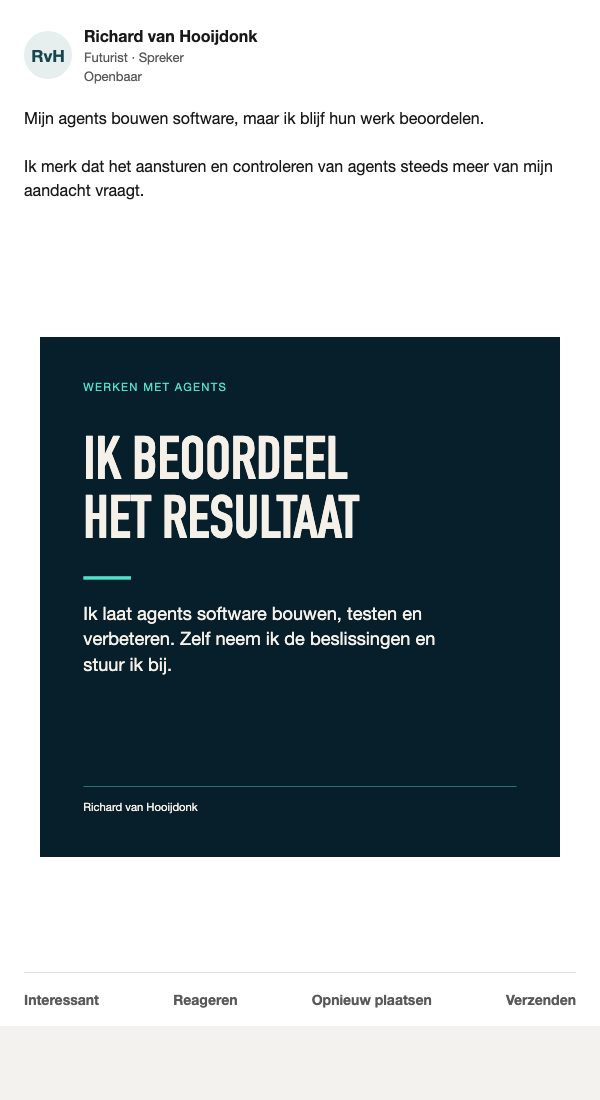 RvH
Richard van Hooijdonk
Futurist · Spreker
Openbaar
Mijn agents bouwen software, maar ik blijf hun werk beoordelen.
Ik merk dat het aansturen en controleren van agents steeds meer van mijn
aandacht vraagt.
WERKEN MET AGENTS
IK BEOORDEEL
HET RESULTAAT
Ik laat agents software bouwen, testen en
verbeteren. Zelf neem ik de beslissingen en
stuur ik bij.
Richard van Hooijdonk
Interessant
Reageren
Opnieuw plaatsen
Verzenden